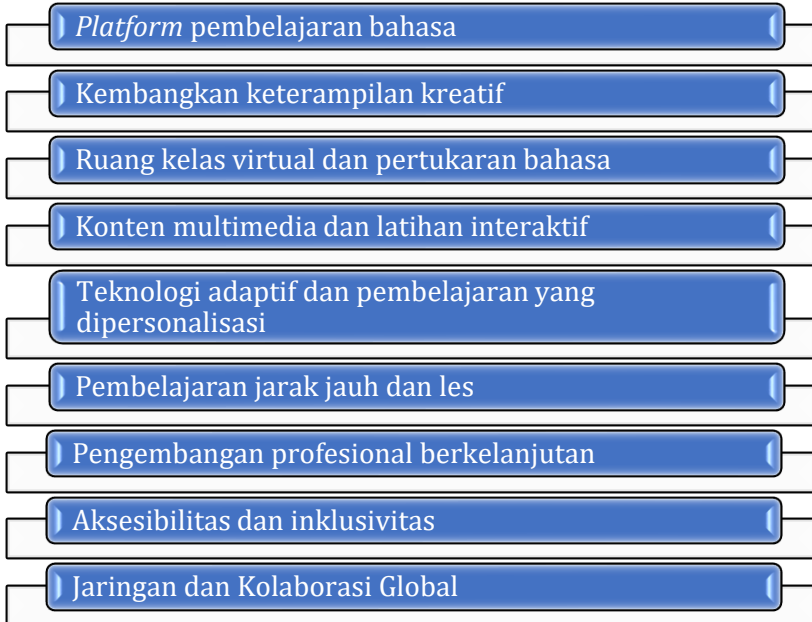 Platform pembelajaran bahasa
Kembangkan keterampilan kreatif
Ruang kelas virtual dan pertukaran bahasa
Konten multimedia dan latihan interaktif
Teknologi adaptif dan pembelajaran yang
dipersonalisasi
Pembelajaran jarak jauh dan les
Pengembangan profesional berkelanjutan
Aksesibilitas dan inklusivitas
Jaringan dan Kolaborasi Global